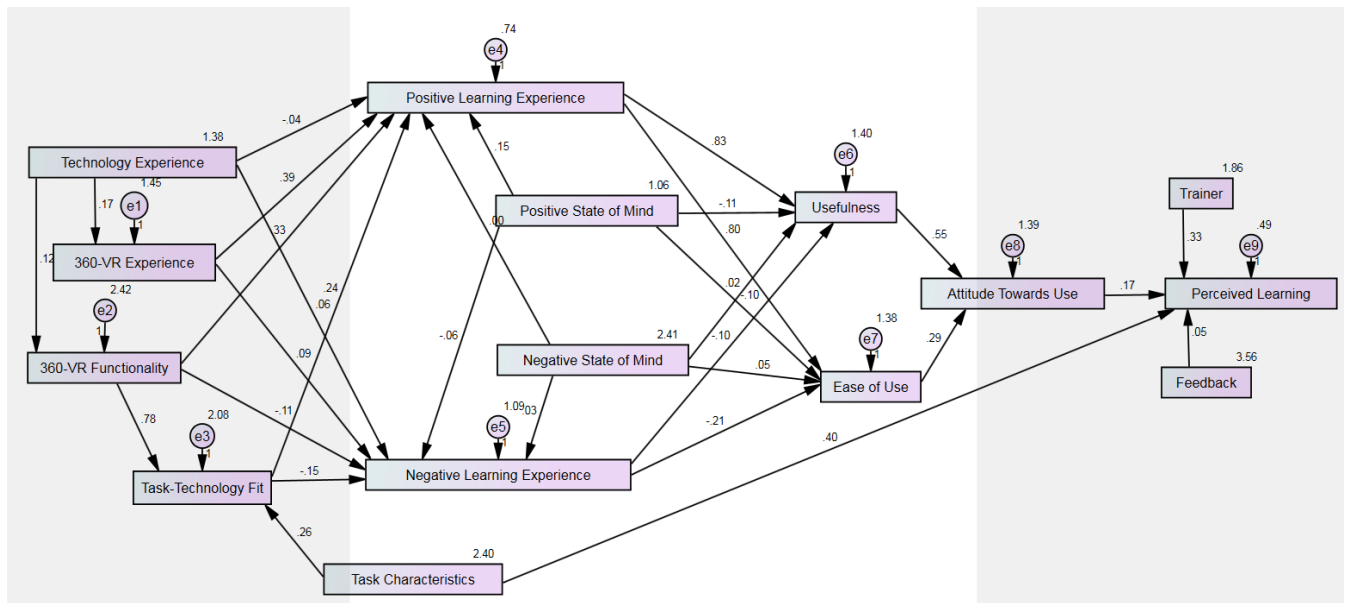 .74
e4
1
Positive Learning Experience
-.04
1.38
Technology Experience
.15
.83
1.40
e6
1
1.45
.17
e1
1
.39
1.06
Positive State of Mind
-.11
Usefulness
1.86
Trainer
.00
.33
.80
.55
1.39
e8
1
.33
.49
e9
1
.12
360-VR Experience
2.42
e2
1
.24
.06
.02
-.10
Attitude Towards Use
.17
Perceived Learning
-.06
2.41
Negative State of Mind
-.10
1.38
e7
1
.29
.05
3.56
Feedback
360-VR Functionality
.09
.05
Ease of Use
.78
2.08
e3
1
-.11
1.09
.03
e5
1
-.21
.40
Task-Technology Fit
-.15
Negative Learning Experience
.26
2.40
Task Characteristics